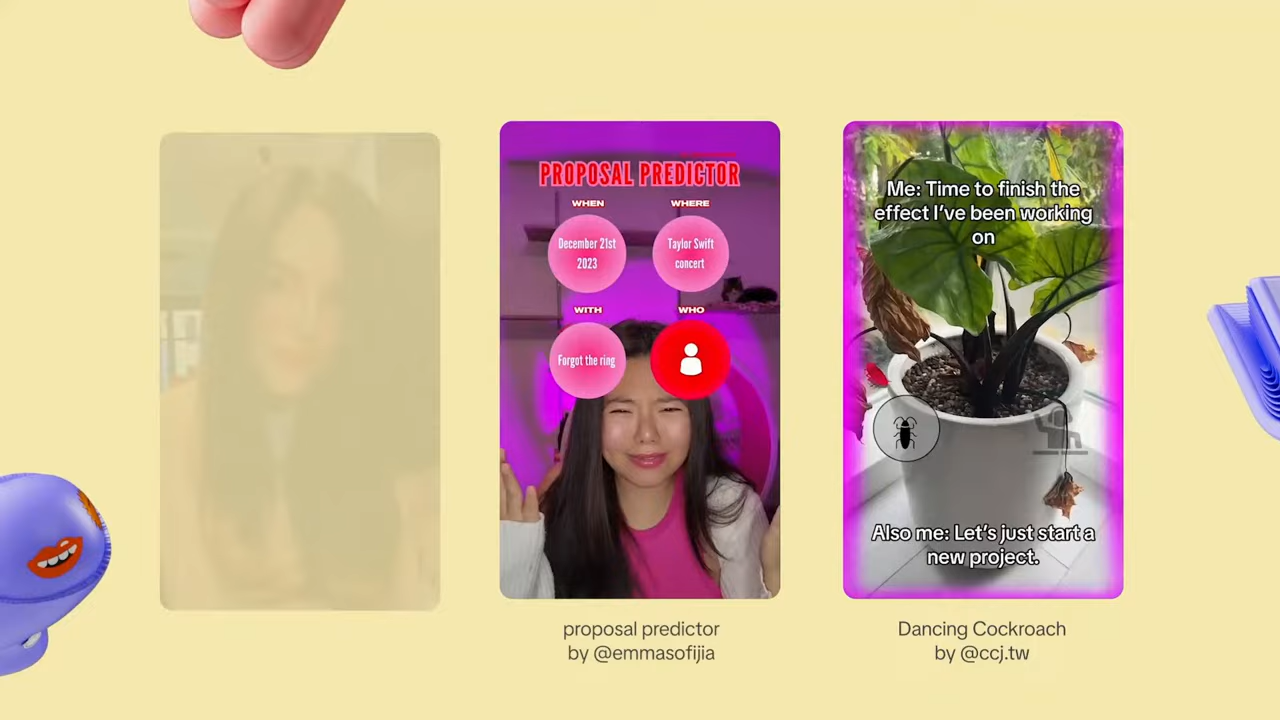 PROPOSAL PREDICTOR
WHEN
WHERE
December 21st
2023
Taylor Swift
concert
WITH
WHO
Forgot the ring
proposal predictor
by @emmasofijia
Me: Time to finish the
effect I've been working
on
Also me: Let's just start a
new project.
Dancing Cockroach
by @ccj.tw